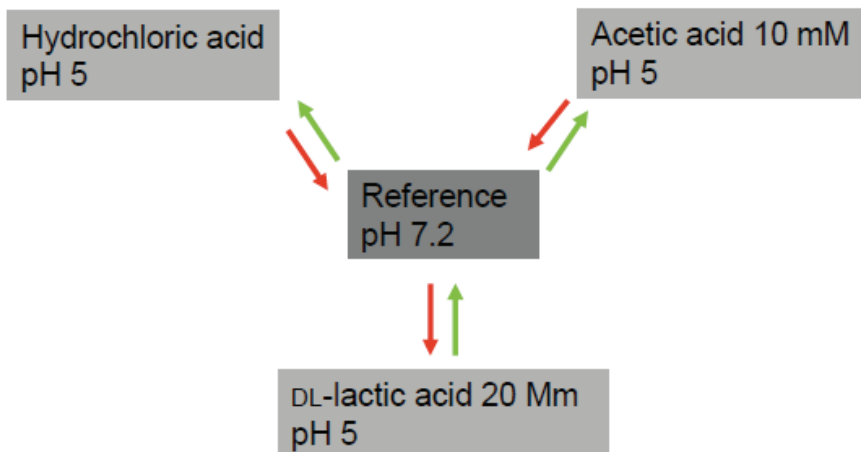 Hydrochloric acid
pH 5
Acetic acid 10 mM
pH 5
Reference
pH 7.2
DL-lactic acid 20 Mm
pH 5